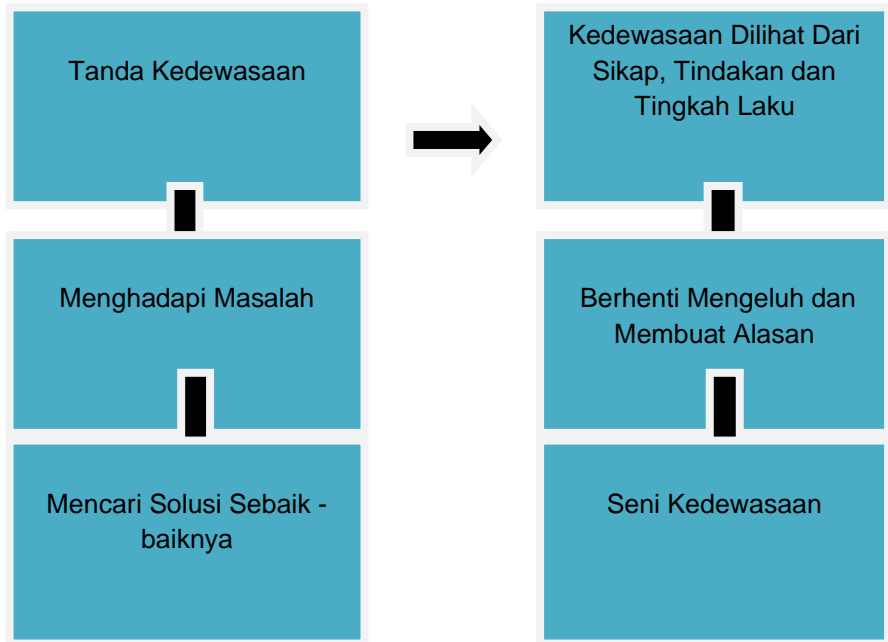 Tanda Kedewasaan
Kedewasaan Dilihat Dari
Sikap, Tindakan dan
Tingkah Laku
Menghadapi Masalah
Berhenti Mengeluh dan
Membuat Alasan
Mencari Solusi Sebaik -
baiknya
Seni Kedewasaan